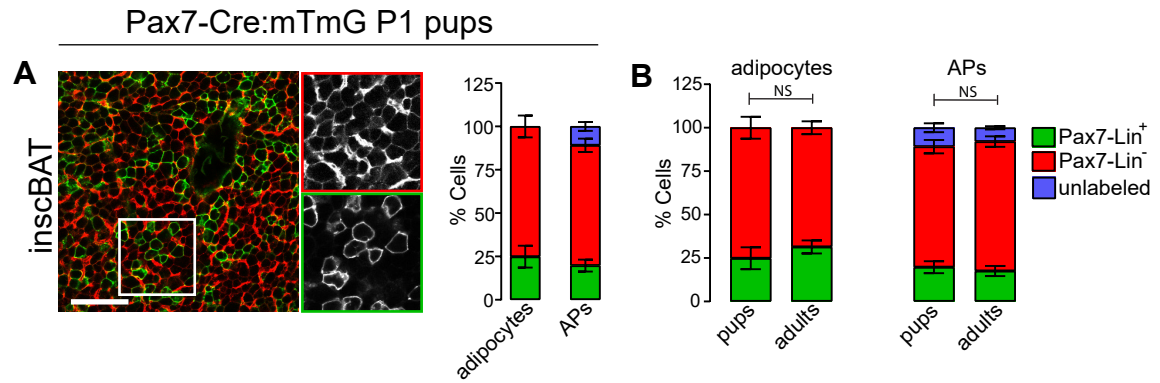 Pax7-Cre:mTmG P1 pups
A
inscBAT
% Cells
125
100
75
50
25
0
adipocytes
APs
B
adipocytes
APs
% Cells
125
100
75
50
25
0
NS
NS
pups
adults
pups
adults
Pax7-Lin⁺
Pax7-Lin⁻
unlabeled